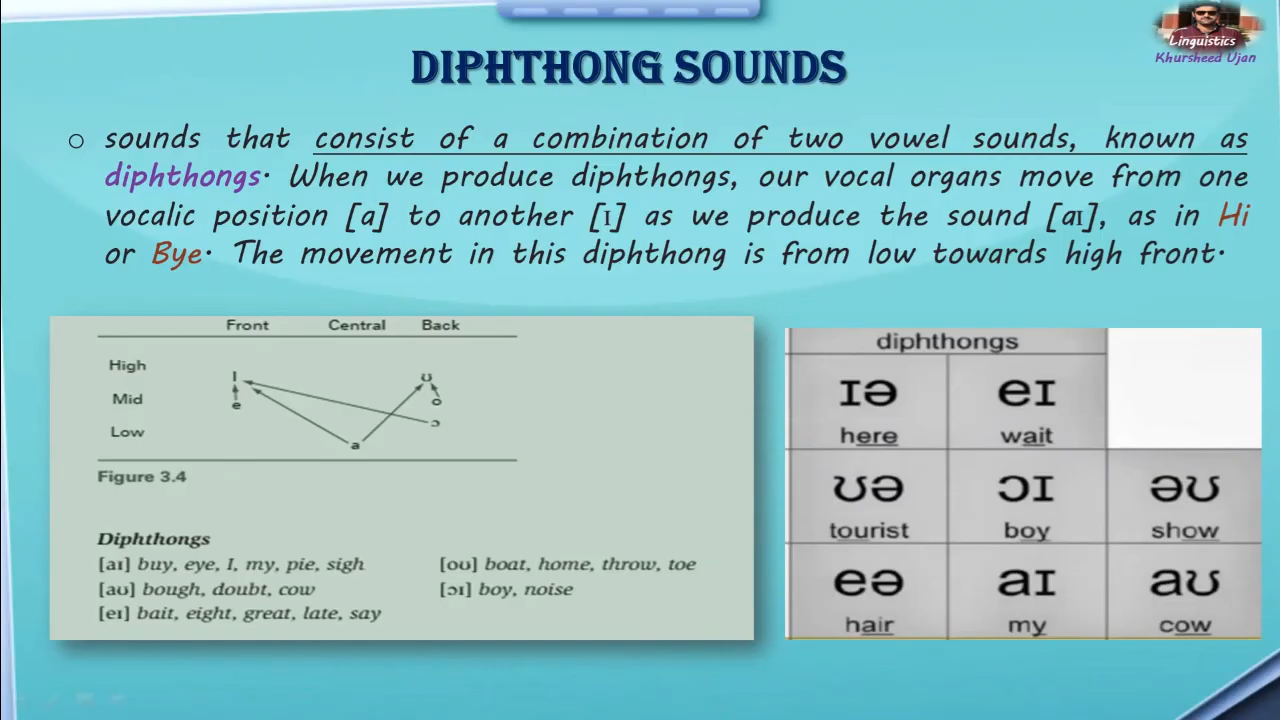 Linguistics
Khursheed Ujan
DIPHTHONG SOUNDS
o sounds that consist of a combination of two vowel sounds, known as
diphthongs. When we produce diphthongs, our vocal organs move from one
vocalic position [a] to another [ɪ] as we produce the sound [aɪ], as in Hi
or Bye. The movement in this diphthong is from low towards high front.
Front Central Back
High
Mid
Low
ɪ
e
a
ʊ
o
ɔ
Figure 3.4
Diphthongs
[aɪ] buy, eye, I, my, pie, sigh
[aʊ] bough, doubt, cow
[eɪ] bait, eight, great, late, say
[oʊ] boat, home, throw, toe
[ɔɪ] boy, noise
diphthongs
ɪə eɪ
here wait
ʊə ɔɪ əʊ
tourist boy show
eə aɪ aʊ
hair my cow